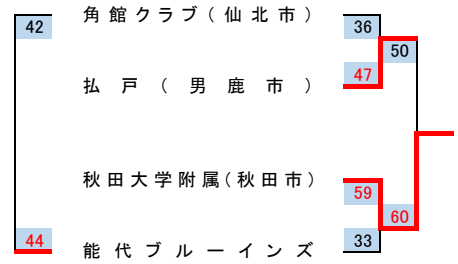 42 角館クラブ(仙北市) 36
50
払戸(男鹿市) 47
秋田大学附属(秋田市) 59
60
44 能代ブルーインズ 33